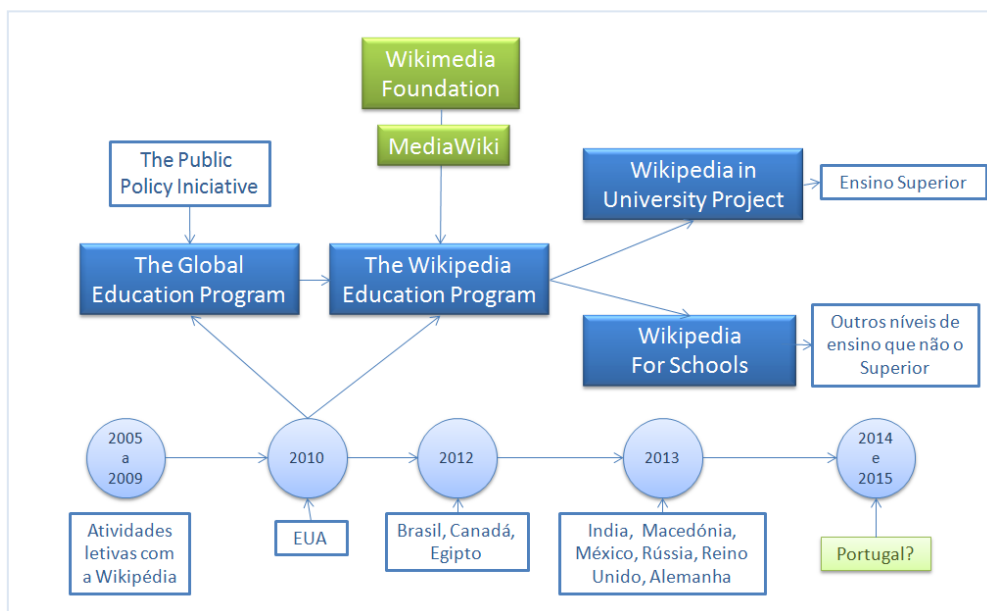 Wikimedia
Foundation
MediaWiki
The Public
Policy Initiative
Wikipedia in
University Project
Ensino Superior
The Global
Education Program
The Wikipedia
Education Program
Wikipedia
For Schools
Outros níveis de
ensino que não o
Superior
2005
a
2009
2010
2012
2013
2014
e
2015
Atividades
letivas com
a Wikipédia
EUA
Brasil, Canadá,
Egipto
India, Macedónia,
México, Rússia, Reino
Unido, Alemanha
Portugal?